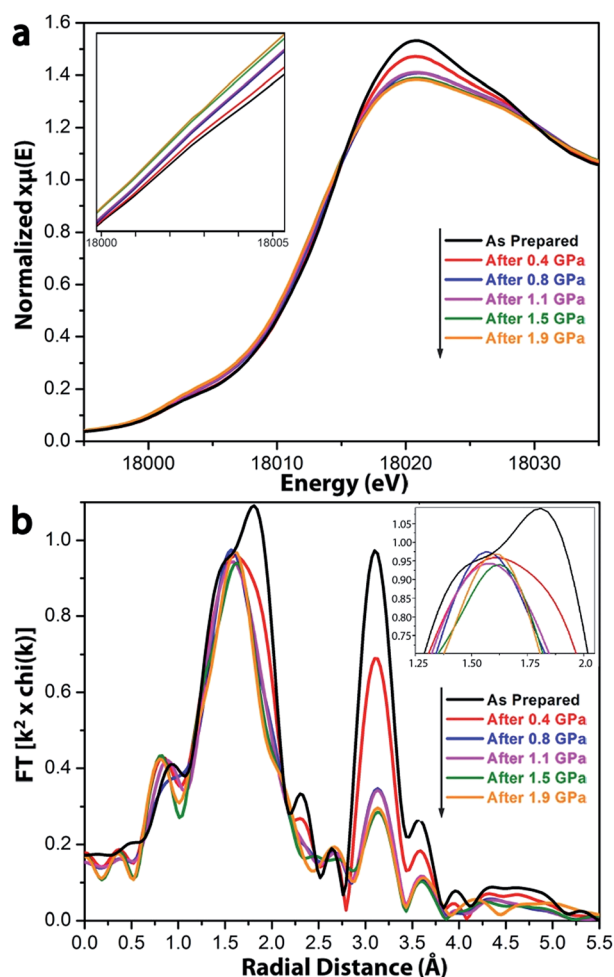 a
1.6
1.4
1.2
1.0
0.8
0.6
0.4
0.2
0.0
Normalized xμ(E)
18000 18005
As Prepared
After 0.4 GPa
After 0.8 GPa
After 1.1 GPa
After 1.5 GPa
After 1.9 GPa
18000 18010 18020 18030
Energy (eV)
b
1.0
0.8
0.6
0.4
0.2
0.0
FT [k² x chi(k)]
1.05
1.00
0.95
0.90
0.85
0.80
0.75
1.25 1.50 1.75 2.0
As Prepared
After 0.4 GPa
After 0.8 GPa
After 1.1 GPa
After 1.5 GPa
After 1.9 GPa
0.0 0.5 1.0 1.5 2.0 2.5 3.0 3.5 4.0 4.5 5.0 5.5
Radial Distance (Å)